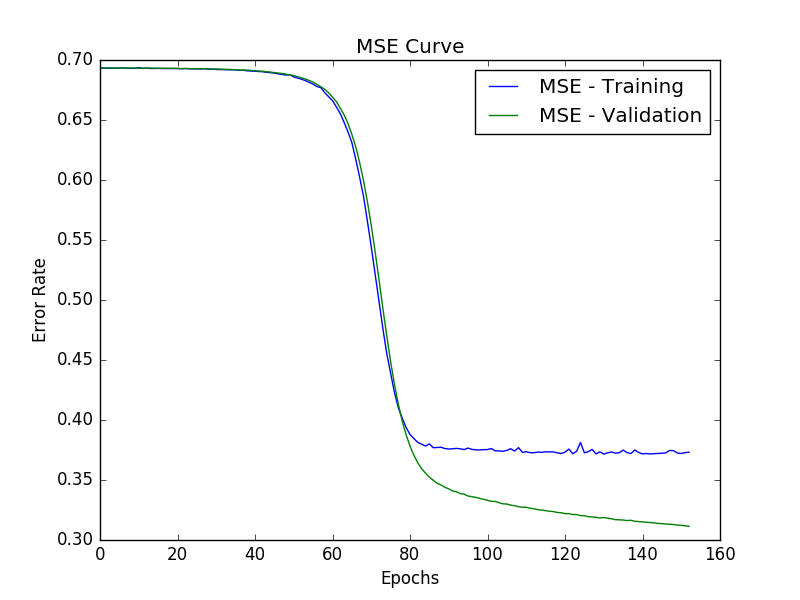 MSE Curve
0.70
0.65
0.60
0.55
0.50
0.45
0.40
0.35
0.30
Error Rate
MSE - Training
MSE - Validation
0 20 40 60 80 100 120 140 160
Epochs